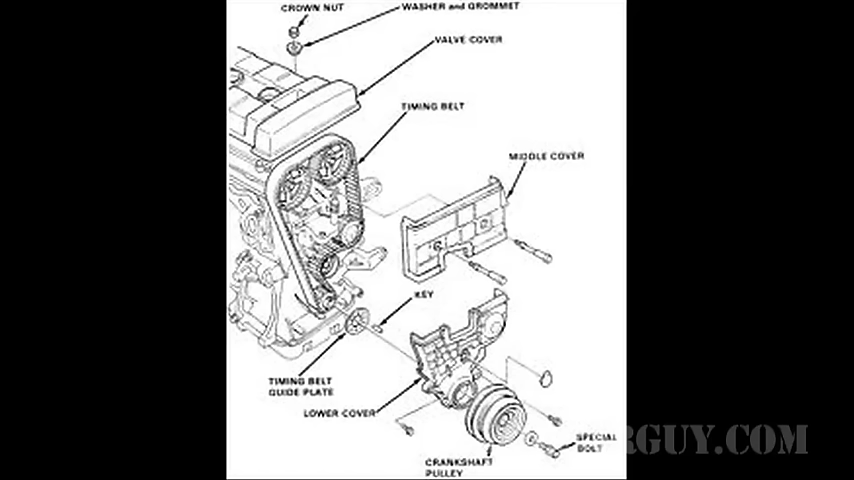 CROWN NUT
WASHER and GROMMET
VALVE COVER
TIMING BELT
MIDDLE COVER
KEY
TIMING BELT
GUIDE PLATE
LOWER COVER
SPECIAL
BOLT
CRANKSHAFT
PULLEY
RGUY.COM